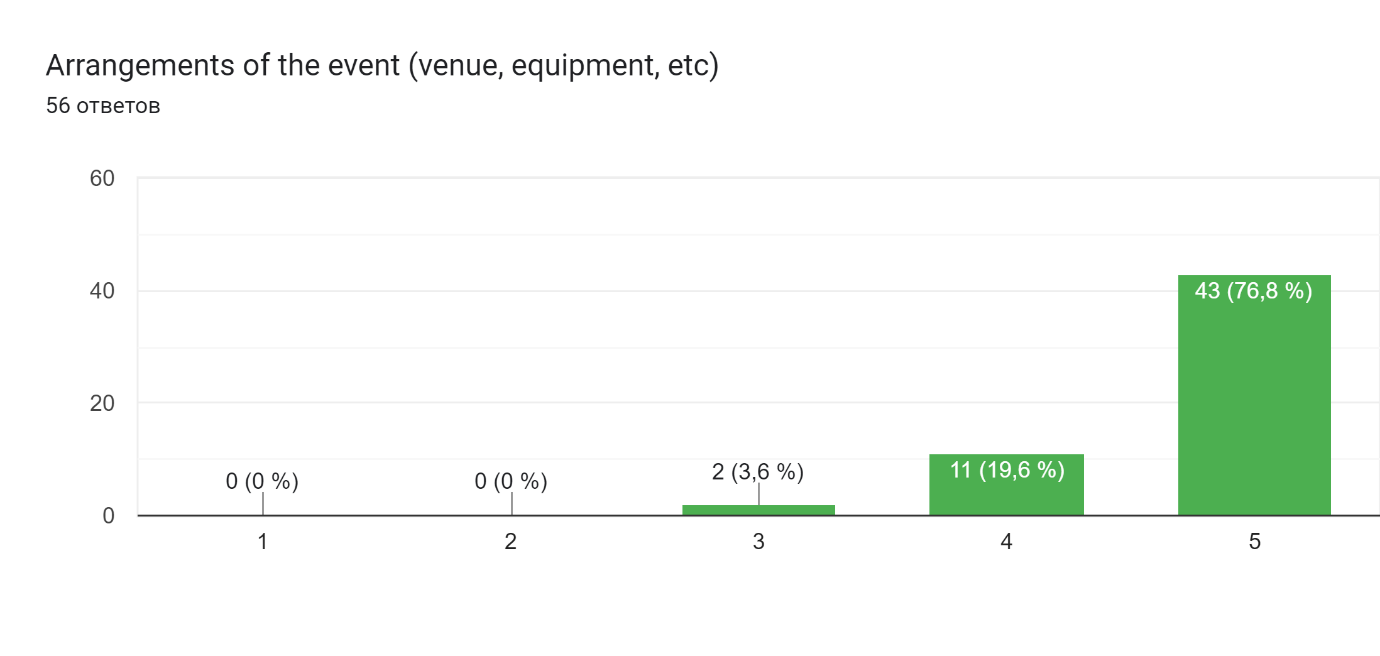 Arrangements of the event (venue, equipment, etc)
56 ответов
60
40
20
0
0 (0 %)
0 (0 %)
2 (3,6 %)
11 (19,6 %)
43 (76,8 %)
1
2
3
4
5